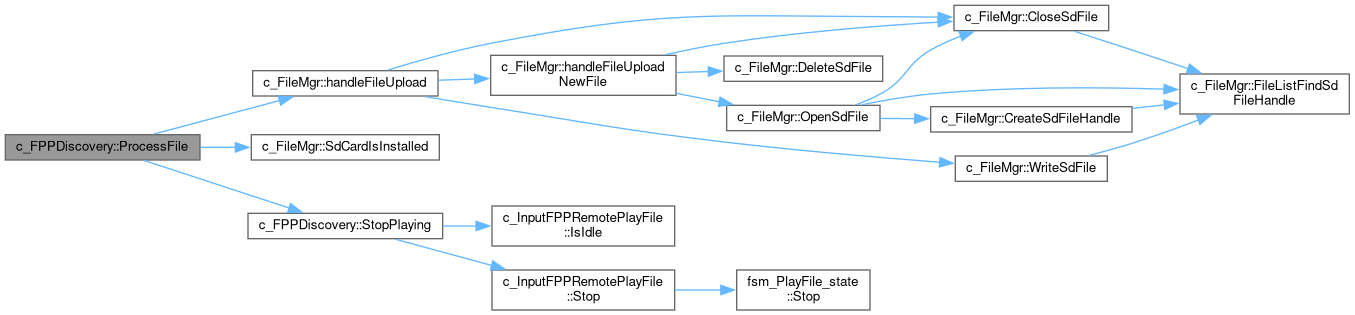 c_FPPDiscovery::ProcessFile
c_FileMgr::handleFileUpload
c_FileMgr::SdCardIsInstalled
c_FPPDiscovery::StopPlaying
c_FileMgr::handleFileUpload
NewFile
c_InputFPPRemotePlayFile
::IsIdle
c_InputFPPRemotePlayFile
::Stop
c_FileMgr::DeleteSdFile
c_FileMgr::OpenSdFile
fsm_PlayFile_state
::Stop
c_FileMgr::CloseSdFile
c_FileMgr::CreateSdFileHandle
c_FileMgr::WriteSdFile
c_FileMgr::FileListFindSd
FileHandle